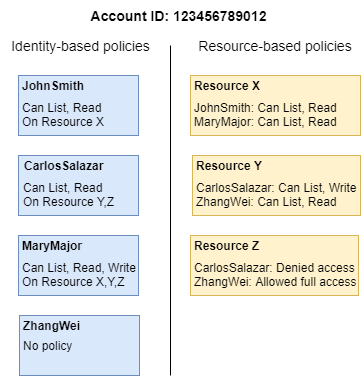 Account ID: 123456789012
Identity-based policies
JohnSmith
Can List, Read
On Resource X
CarlosSalazar
Can List, Read
On Resource Y,Z
MaryMajor
Can List, Read, Write
On Resource X,Y,Z
ZhangWei
No policy
Resource-based policies
Resource X
JohnSmith: Can List, Read
MaryMajor: Can List, Read
Resource Y
CarlosSalazar: Can List, Write
ZhangWei: Can List, Read
Resource Z
CarlosSalazar: Denied access
ZhangWei: Allowed full access